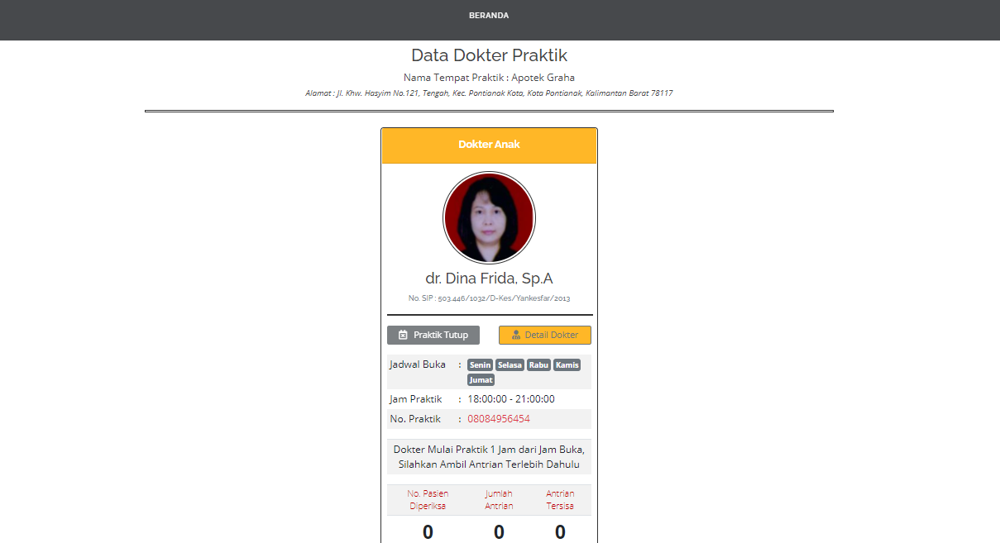 BERANDA
Data Dokter Praktik
Nama Tempat Praktik : Apotek Graha
Alamat : Jl. Khw. Hasyim No.121, Tengah, Kec. Pontianak Kota, Kota Pontianak, Kalimantan Barat 78117
Dokter Anak
dr. Dina Frida, Sp.A
No. SIP : 503.446/1032/D-Kes/Yankesfar/2013
Praktik Tutup Detail Dokter
Jadwal Buka : Senin Selasa Rabu Kamis
Jumat
Jam Praktik : 18:00:00 - 21:00:00
No. Praktik : 08084956454
Dokter Mulai Praktik 1 Jam dari Jam Buka,
Silahkan Ambil Antrian Terlebih Dahulu
No. Pasien Jumlah Antrian
Diperiksa Antrian Tersisa
0 0 0